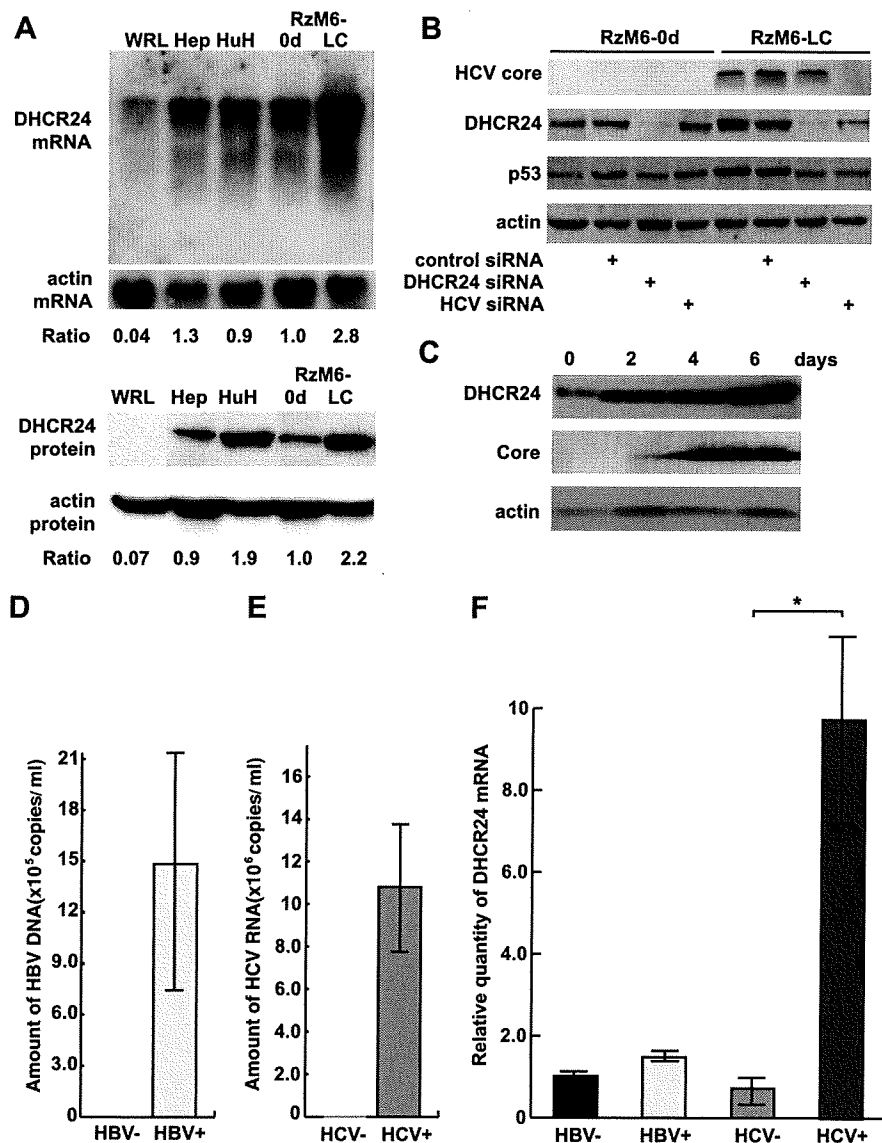 A
RzM6-
WRL Hep HuH 0d LC
DHCR24
mRNA
actin
mRNA
Ratio 0.04 1.3 0.9 1.0 2.8
RzM6-
WRL Hep HuH 0d LC
DHCR24
protein
actin
protein
Ratio 0.07 0.9 1.9 1.0 2.2
B
RzM6-0d RzM6-LC
HCV core
DHCR24
p53
actin
control siRNA + +
DHCR24 siRNA + +
HCV siRNA + +
C
0 2 4 6 days
DHCR24
Core
actin
D
Amount of HBV DNA(x10⁵copies/ml)
21
18
15
12
9.0
6.0
3.0
0
HBV- HBV+
E
Amount of HCV RNA(x10⁶copies/ml)
16
14
12
10
8.0
6.0
4.0
2.0
0.0
HCV- HCV+
F
*
Relative quantity of DHCR24 mRNA
10
8.0
6.0
4.0
2.0
0.0
HBV- HBV+ HCV- HCV+